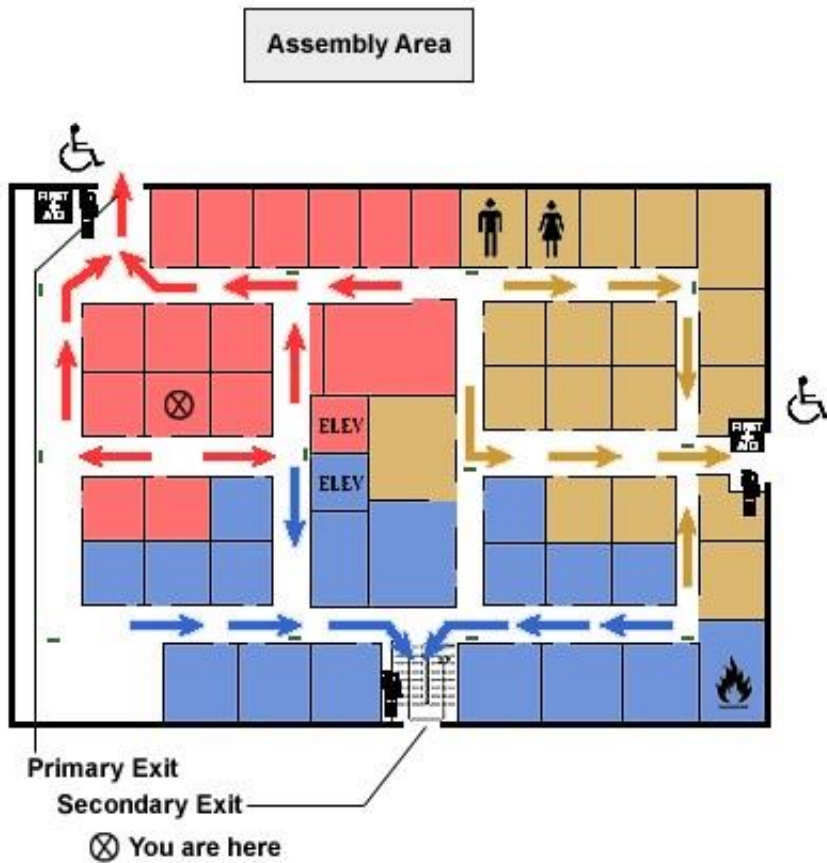 Assembly Area
FIRST
AID
ELEV
FIRST
AID
ELEV
Primary Exit
Secondary Exit
You are here